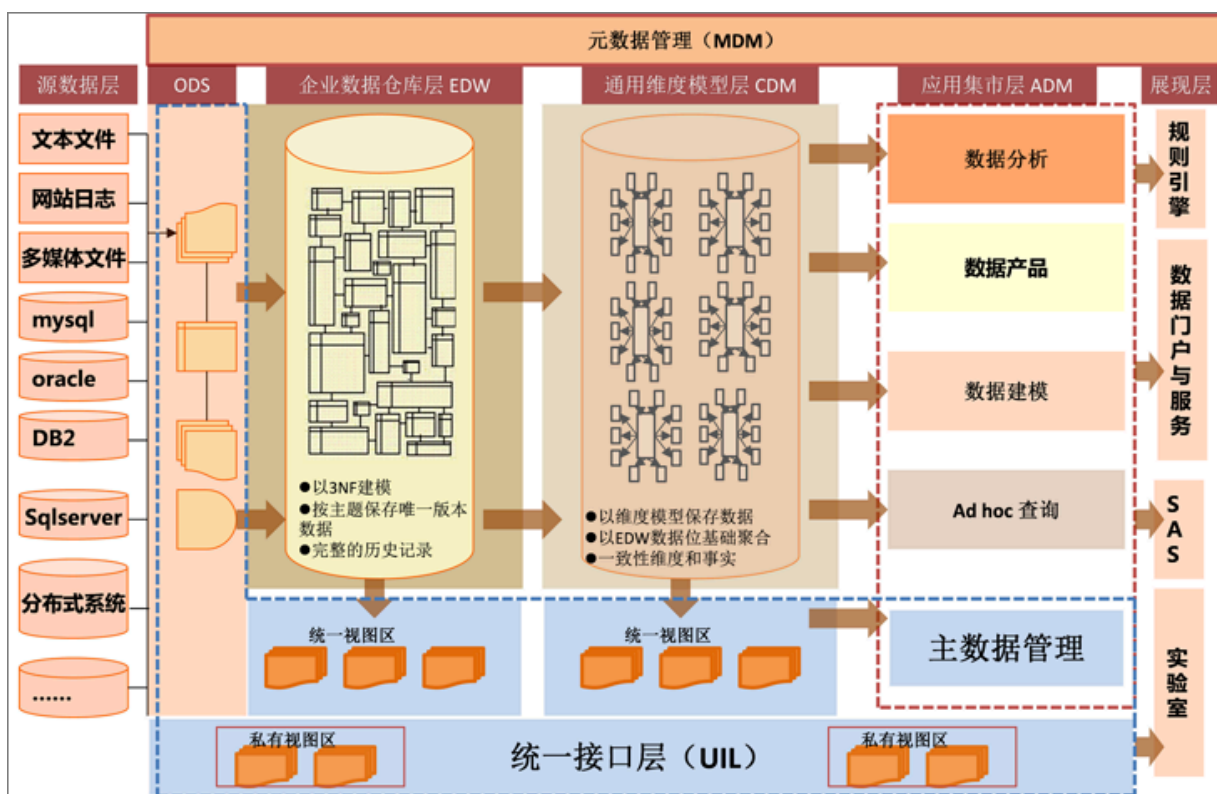 元数据管理（MDM）
源数据层
ODS
企业数据仓库层 EDW
通用维度模型层 CDM
应用集市层 ADM
展现层
文本文件
网站日志
多媒体文件
mysql
oracle
DB2
Sqlserver
分布式系统
......
●以3NF建模
●按主题保存唯一版本
数据
●完整的历史记录
●以维度模型保存数据
●以EDW数据位基础聚合
●一致性维度和事实
数据分析
数据产品
数据建模
Ad hoc 查询
主数据管理
规则引擎
数据门户与服务
SAS
实验室
统一视图区
统一视图区
私有视图区
统一接口层（UIL）
私有视图区